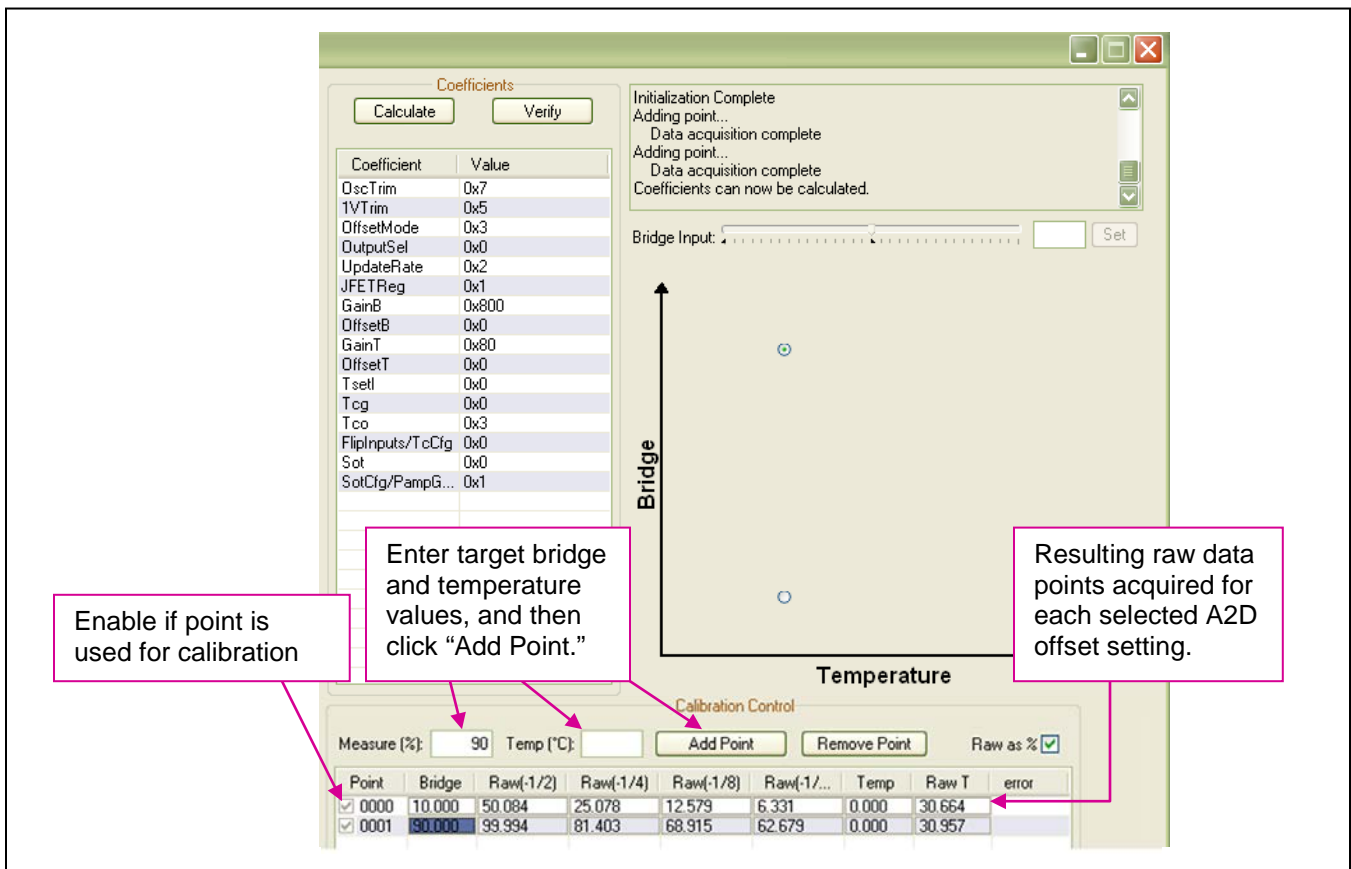 Coefficients
Calculate Verify
Coefficient Value
OscTrim 0x7
1VTrim 0x5
OffsetMode 0x3
OutputSel 0x0
UpdateRate 0x2
JFETReg 0x1
GainB 0x800
OffsetB 0x0
GainT 0x80
OffsetT 0x0
Tsetl 0x0
Tcg 0x0
Tco 0x3
FlipInputs/TcCfg 0x0
Sot 0x0
SotCfg/PampG... 0x1
Initialization Complete
Adding point...
Data acquisition complete
Adding point...
Data acquisition complete
Coefficients can now be calculated.
Bridge Input: Set
Bridge
Temperature
Enable if point is
used for calibration
Enter target bridge
and temperature
values, and then
click “Add Point.”
Resulting raw data
points acquired for
each selected A2D
offset setting.
Calibration Control
Measure (%): 90 Temp (°C): Add Point Remove Point Raw as %
Point Bridge Raw(-1/2) Raw(-1/4) Raw(-1/8) Raw(-1/... Temp Raw T error
0000 10.000 50.084 25.078 12.579 6.331 0.000 30.664
0001 90.000 99.994 81.403 68.915 62.679 0.000 30.957